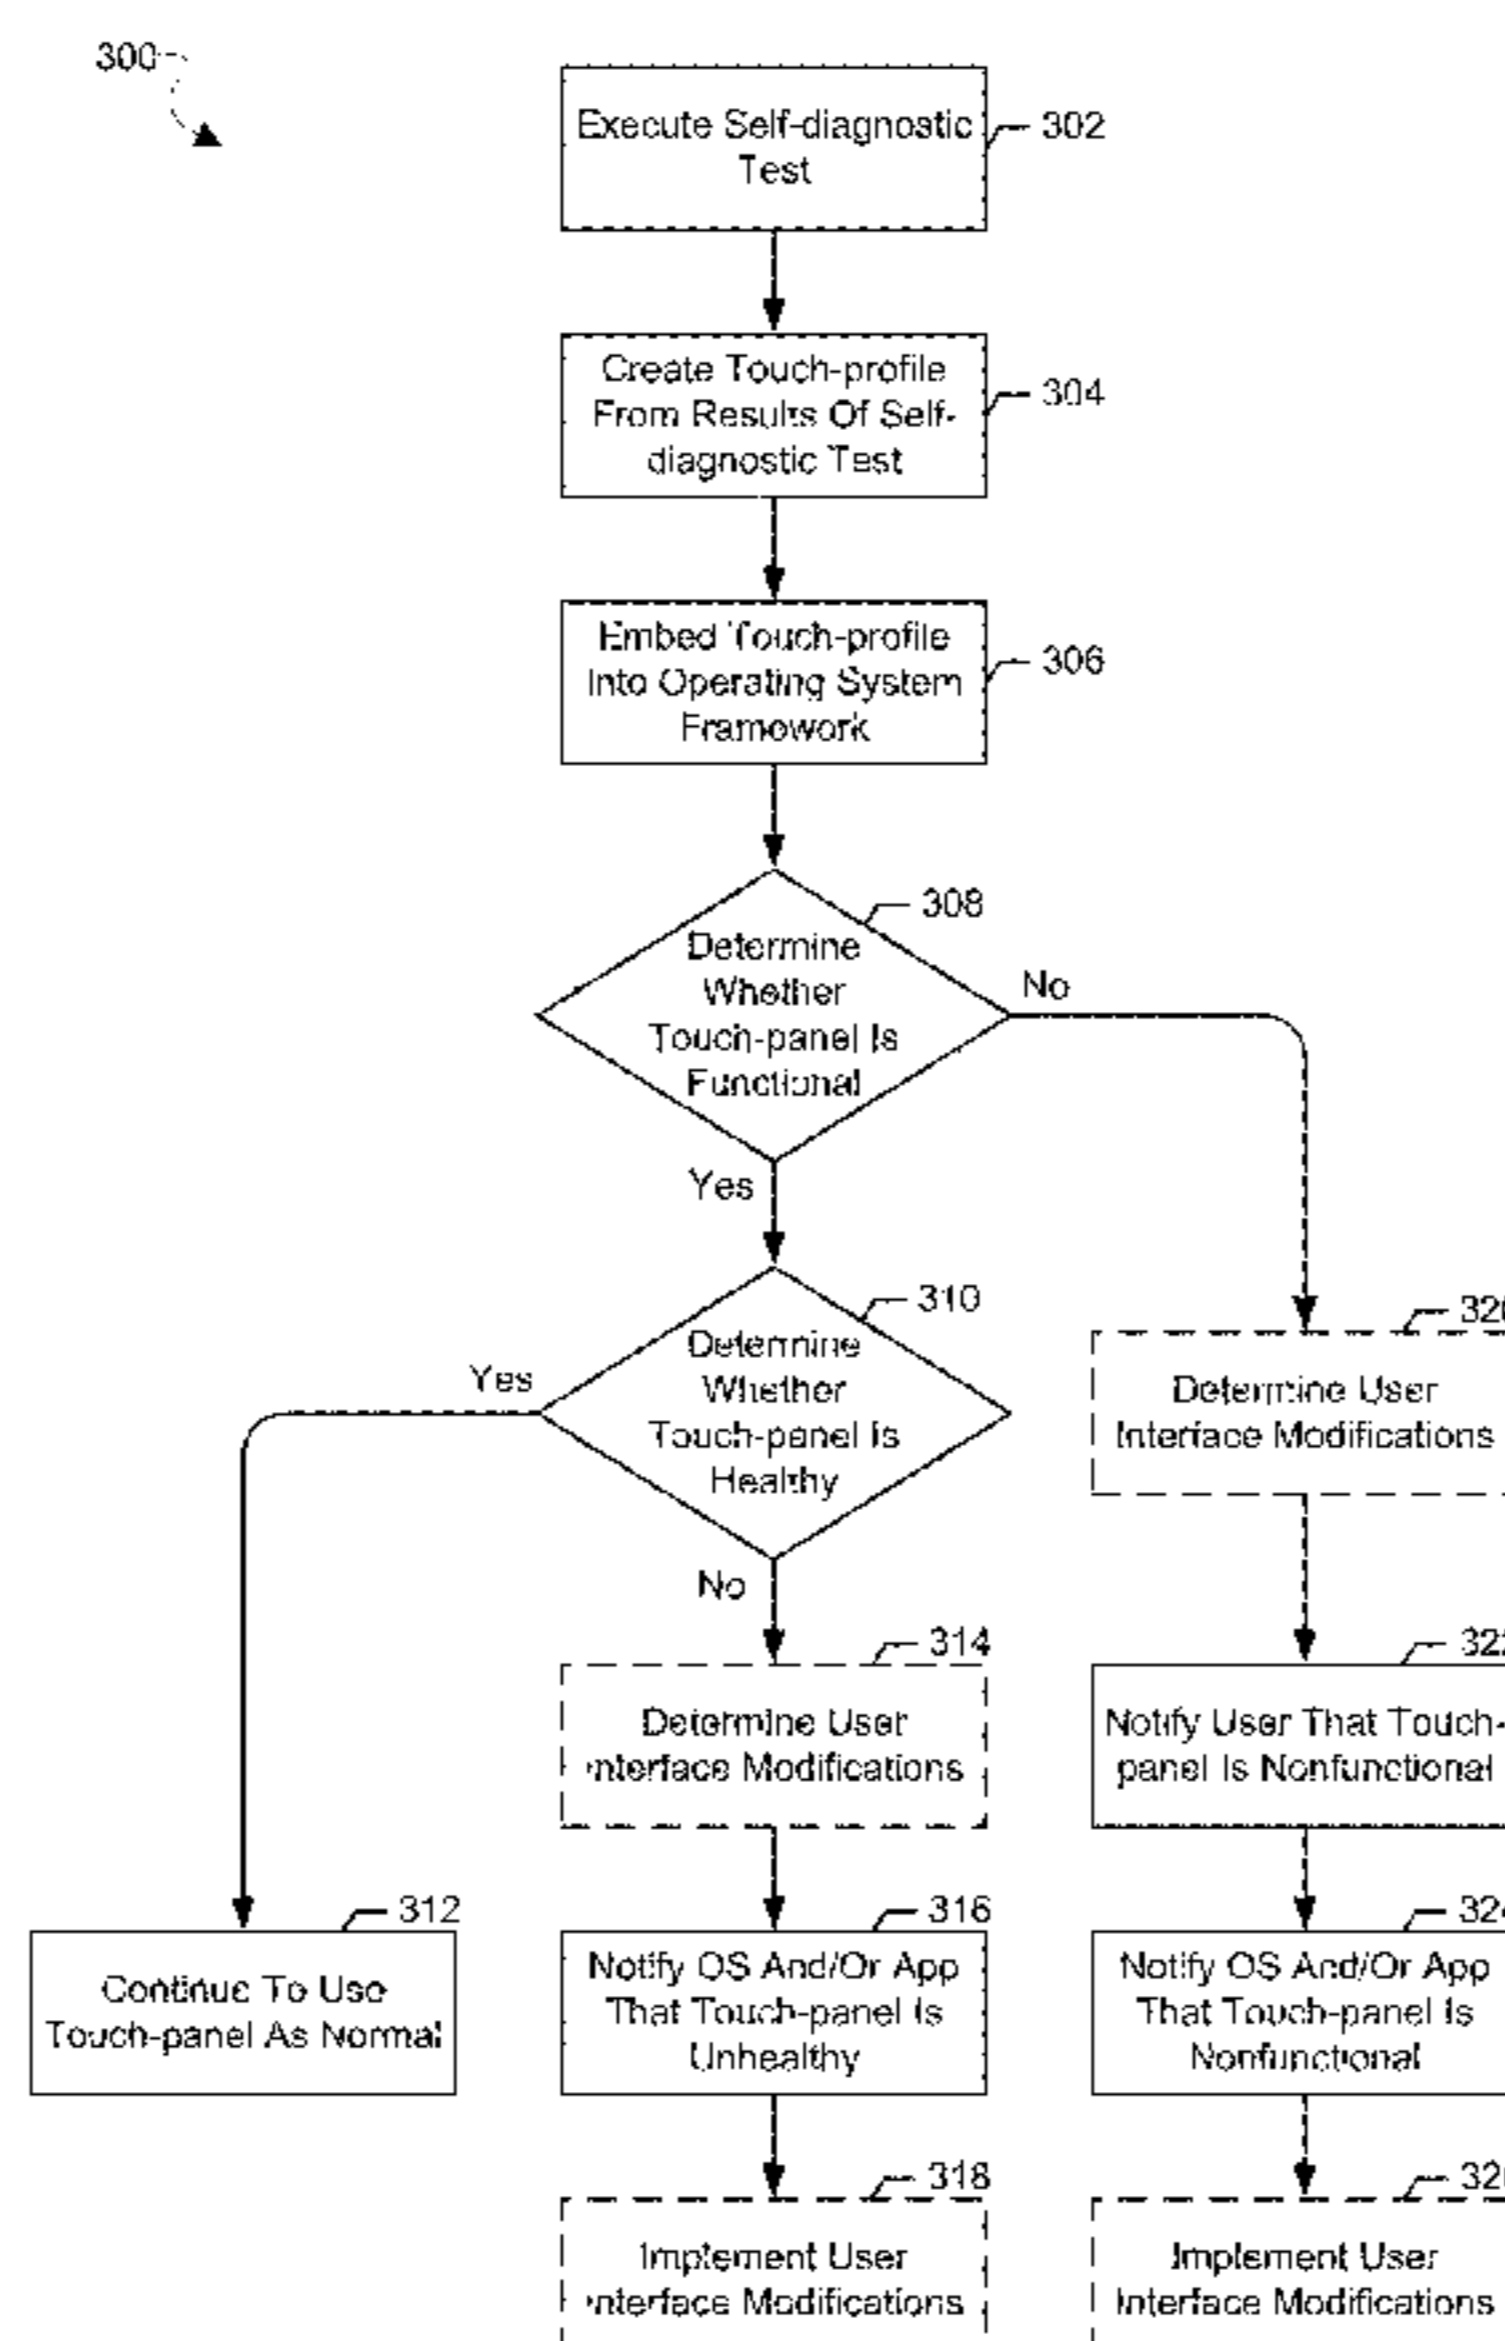 300
Execute Self-diagnostic
Test
302
Create Touch-profile
From Results Of Self-
diagnostic Test
304
Embed Touch-profile
Into Operating System
Framework
306
308
Determine
Whether
Touch-panel Is
Functional
No
Yes
310
Determine
Whether
Touch-panel Is
Healthy
Yes
No
Determine User
Interface Modifications
314
Determine User
Interface Modifications
Notify User That Touch-
panel Is Nonfunctional
312
Continue To Use
Touch-panel As Normal
316
Notify OS And/Or App
That Touch-panel Is
Unhealthy
Notify OS And/Or App
That Touch-panel Is
Nonfunctional
318
Implement User
Interface Modifications
Implement User
Interface Modifications